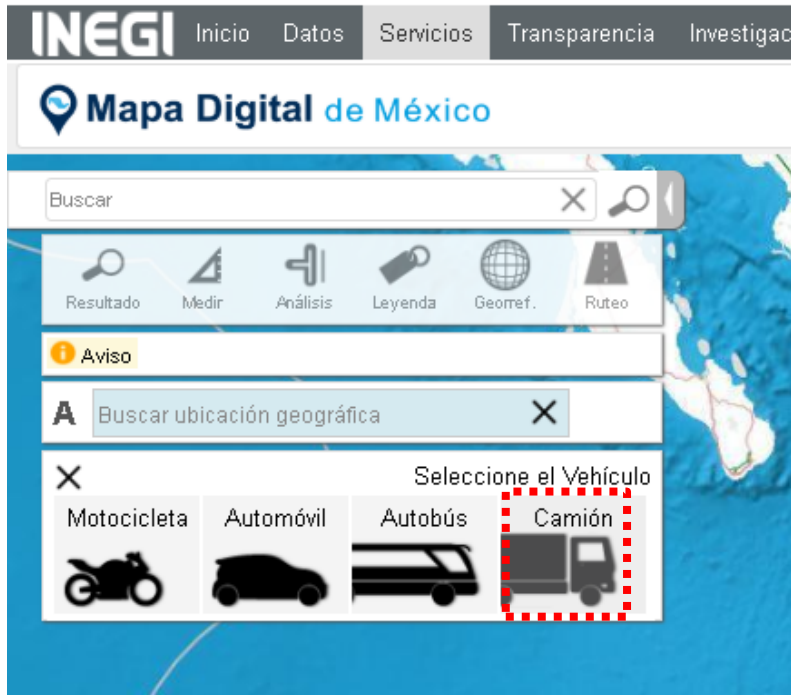 INEGI Inicio Datos Servicios Transparencia Investigac
Mapa Digital de México
Buscar
Resultado Medir Análisis Leyenda Georref. Ruteo
Aviso
A Buscar ubicación geográfica
Seleccione el Vehículo
Motocicleta Automóvil Autobús Camión